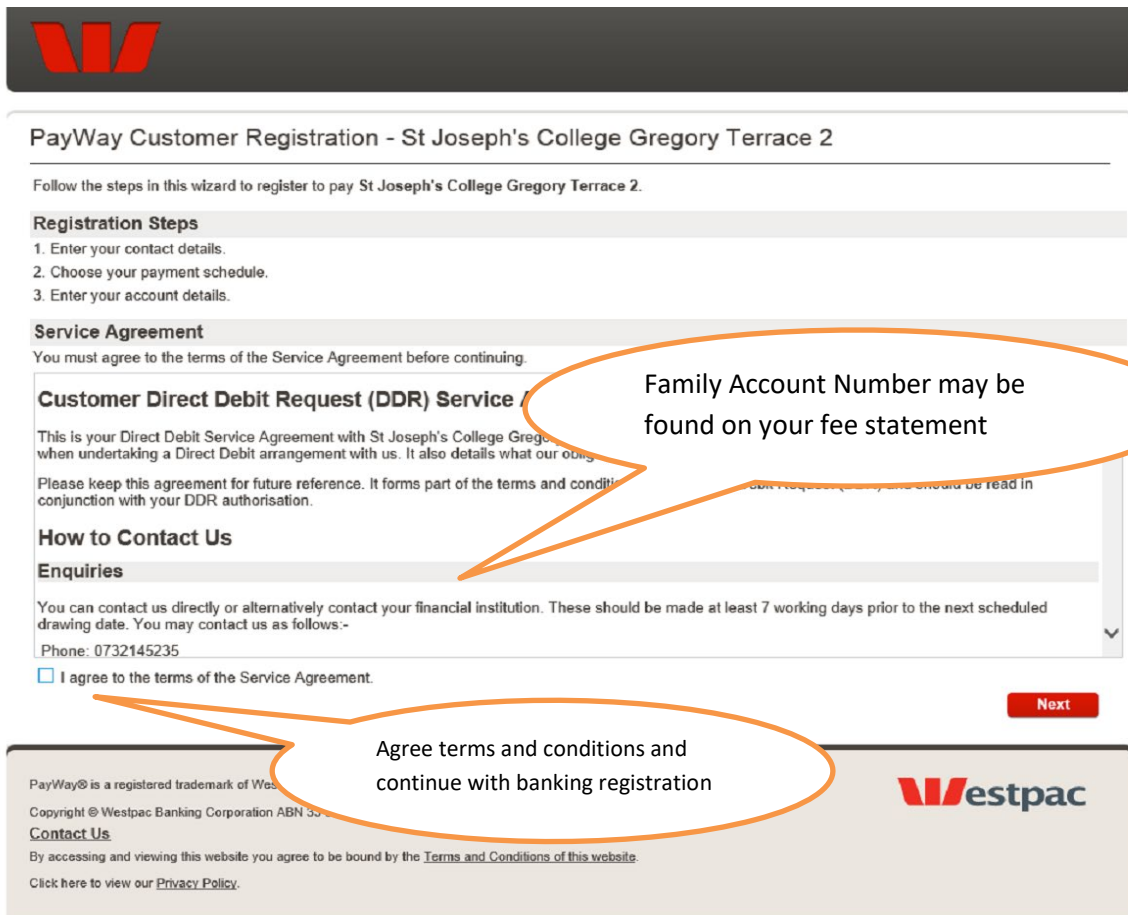 PayWay Customer Registration - St Joseph's College Gregory Terrace 2
Follow the steps in this wizard to register to pay St Joseph's College Gregory Terrace 2.
Registration Steps
1. Enter your contact details.
2. Choose your payment schedule.
3. Enter your account details.
Service Agreement
You must agree to the terms of the Service Agreement before continuing.
Customer Direct Debit Request (DDR) Service
Family Account Number may be
found on your fee statement
This is your Direct Debit Service Agreement with St Joseph's College
when undertaking a Direct Debit arrangement with us. It also details what our
Please keep this agreement for future reference. It forms part of the terms and should be read in
conjunction with your DDR authorisation.
How to Contact Us
Enquiries
You can contact us directly or alternatively contact your financial institution. These should be made at least 7 working days prior to the next scheduled
drawing date. You may contact us as follows:-
Phone: 0732145235
I agree to the terms of the Service Agreement.
Next
Agree terms and conditions and
continue with banking registration
PayWay® is a registered trademark of
Copyright © Westpac Banking Corporation ABN
Contact Us
By accessing and viewing this website you agree to be bound by the Terms and Conditions of this website.
Click here to view our Privacy Policy.
Westpac